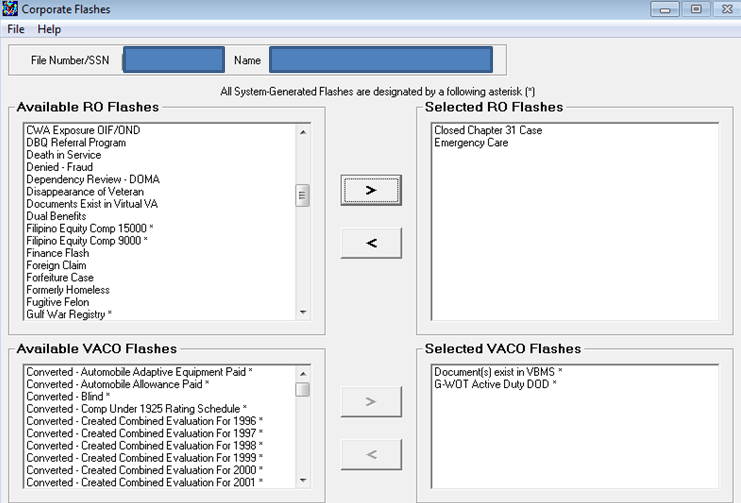 Corporate Flashes
File Help
File Number/SSN Name
All System-Generated Flashes are designated by a following asterisk (*)
Available RO Flashes
CWA Exposure OIF/OND
DBQ Referral Program
Death in Service
Denied - Fraud
Dependency Review - DOMA
Disappearance of Veteran
Documents Exist in Virtual VA
Dual Benefits
Filipino Equity Comp 15000 *
Filipino Equity Comp 9000 *
Finance Flash
Foreign Claim
Forfeiture Case
Formerly Homeless
Fugitive Felon
Gulf War Registry *
>
<
Selected RO Flashes
Closed Chapter 31 Case
Emergency Care
Available VACO Flashes
Converted - Automobile Adaptive Equipment Paid *
Converted - Automobile Allowance Paid *
Converted - Blind *
Converted - Comp Under 1925 Rating Schedule *
Converted - Created Combined Evaluation For 1996 *
Converted - Created Combined Evaluation For 1997 *
Converted - Created Combined Evaluation For 1998 *
Converted - Created Combined Evaluation For 1999 *
Converted - Created Combined Evaluation For 2000 *
Converted - Created Combined Evaluation For 2001 *
>
<
Selected VACO Flashes
Document(s) exist in VBMS *
G-WOT Active Duty DOD *